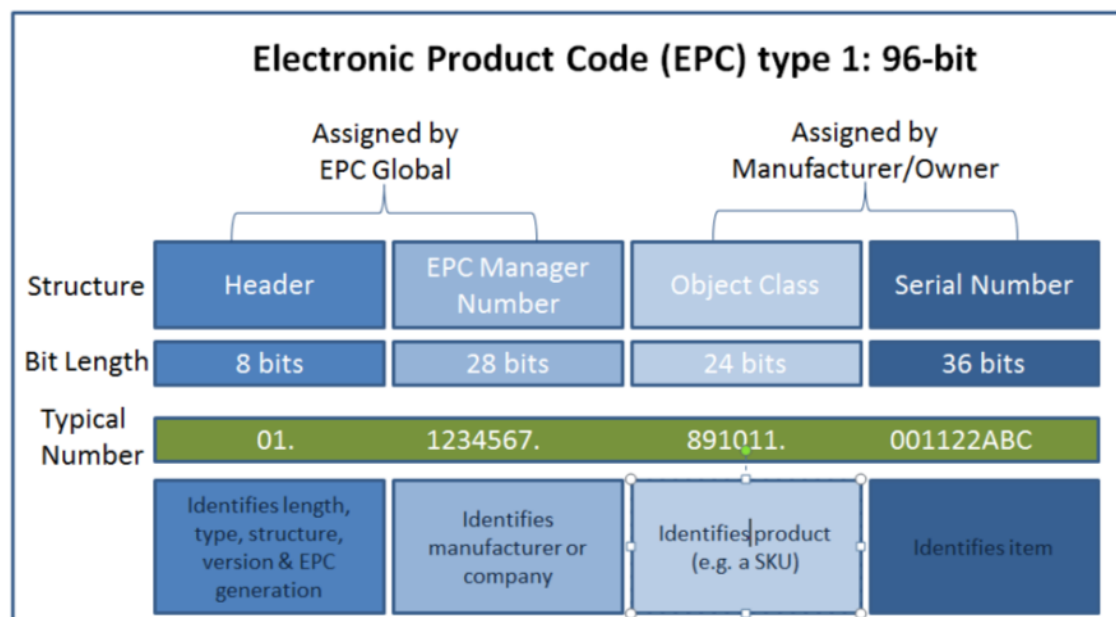 Electronic Product Code (EPC) type 1: 96-bit
Assigned by
EPC Global
Assigned by
Manufacturer/Owner
Structure
Header
EPC Manager
Number
Object Class
Serial Number
Bit Length
8 bits
28 bits
24 bits
36 bits
Typical
Number
01.
1234567.
891011.
001122ABC
Identifies length,
type, structure,
version & EPC
generation
Identifies
manufacturer or
company
Identifies product
(e.g. a SKU)
Identifies item